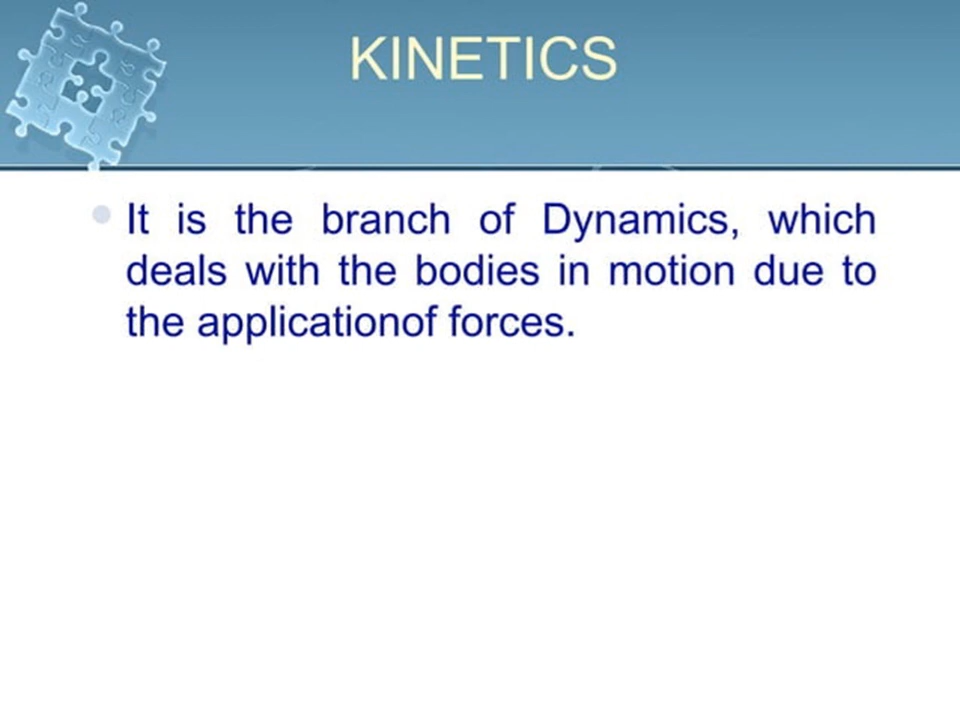 KINETICS
It is the branch of Dynamics, which
deals with the bodies in motion due to
the applicationof forces.